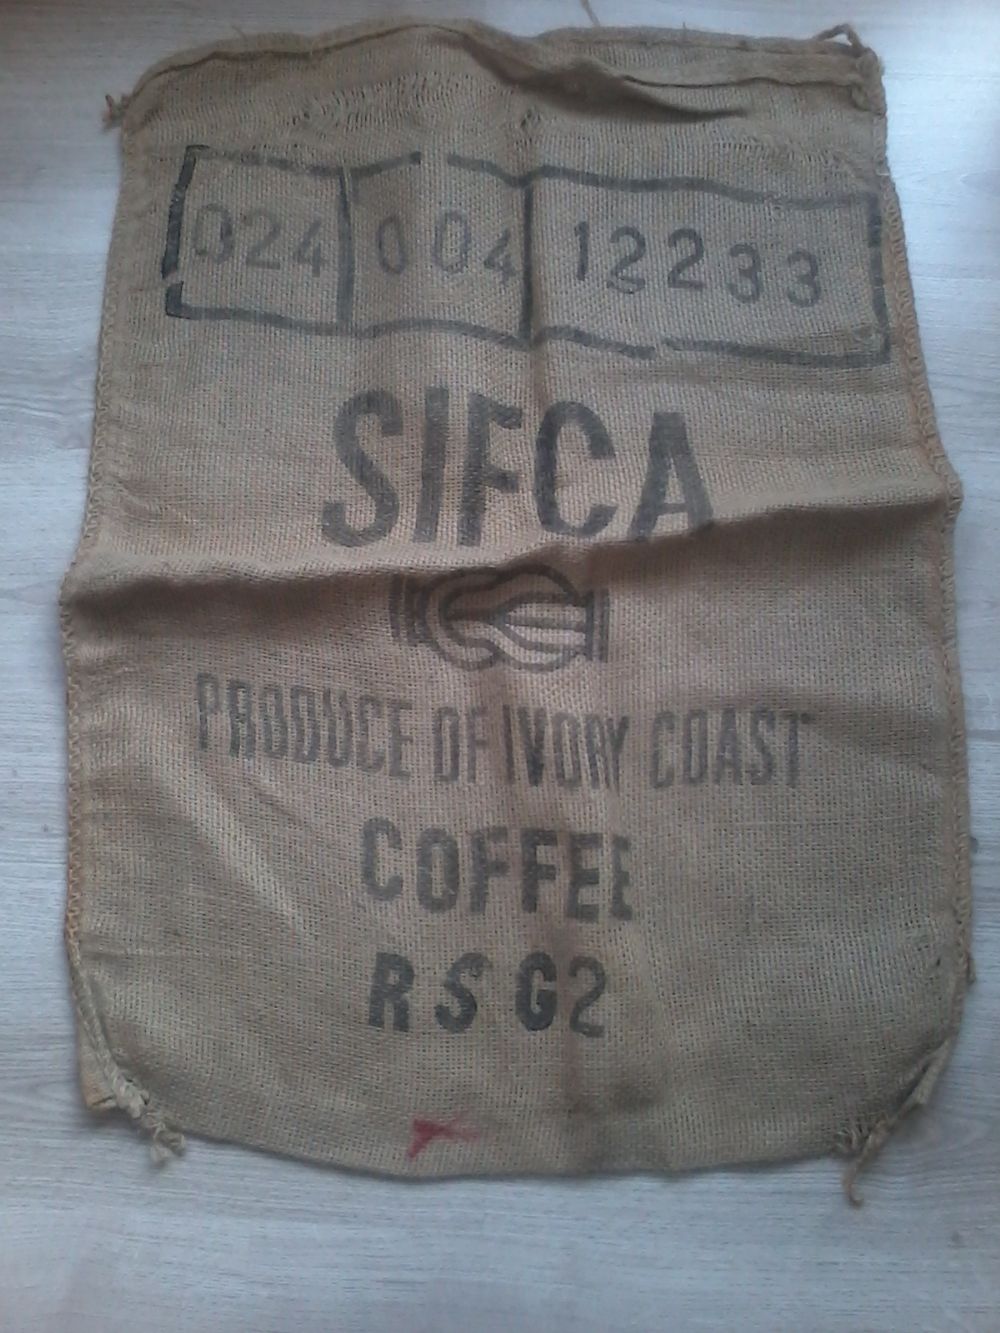 024 004 12233
SIFCA
PRODUCE OF IVORY COAST
COFFEE
RSG2